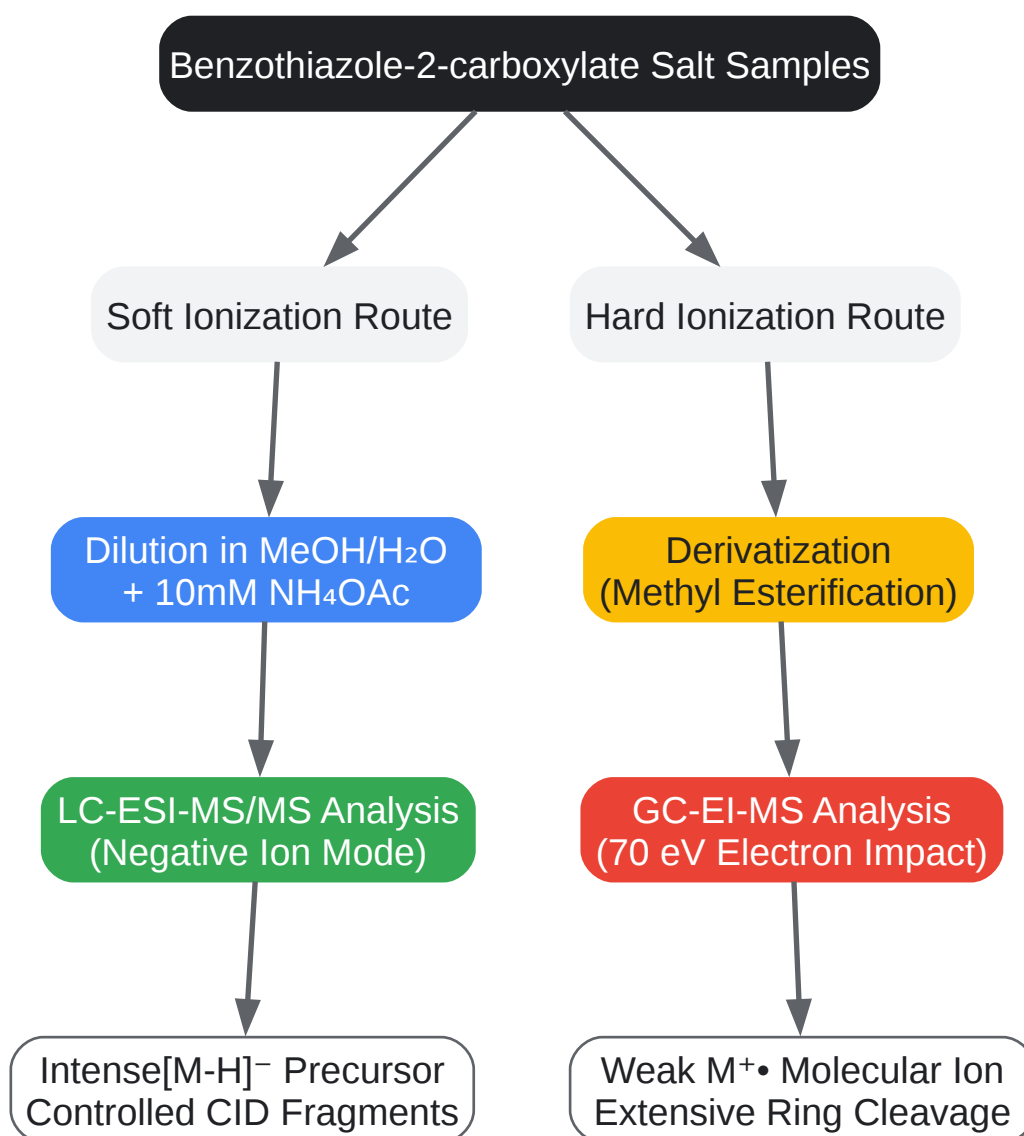 Benzothiazole-2-carboxylate Salt Samples
Soft Ionization Route
Hard Ionization Route
Dilution in MeOH/H₂O
+ 10mM NH₄OAc
Derivatization
(Methyl Esterification)
LC-ESI-MS/MS Analysis
(Negative Ion Mode)
GC-EI-MS Analysis
(70 eV Electron Impact)
Intense[M-H]⁻ Precursor
Controlled CID Fragments
Weak M⁺• Molecular Ion
Extensive Ring Cleavage